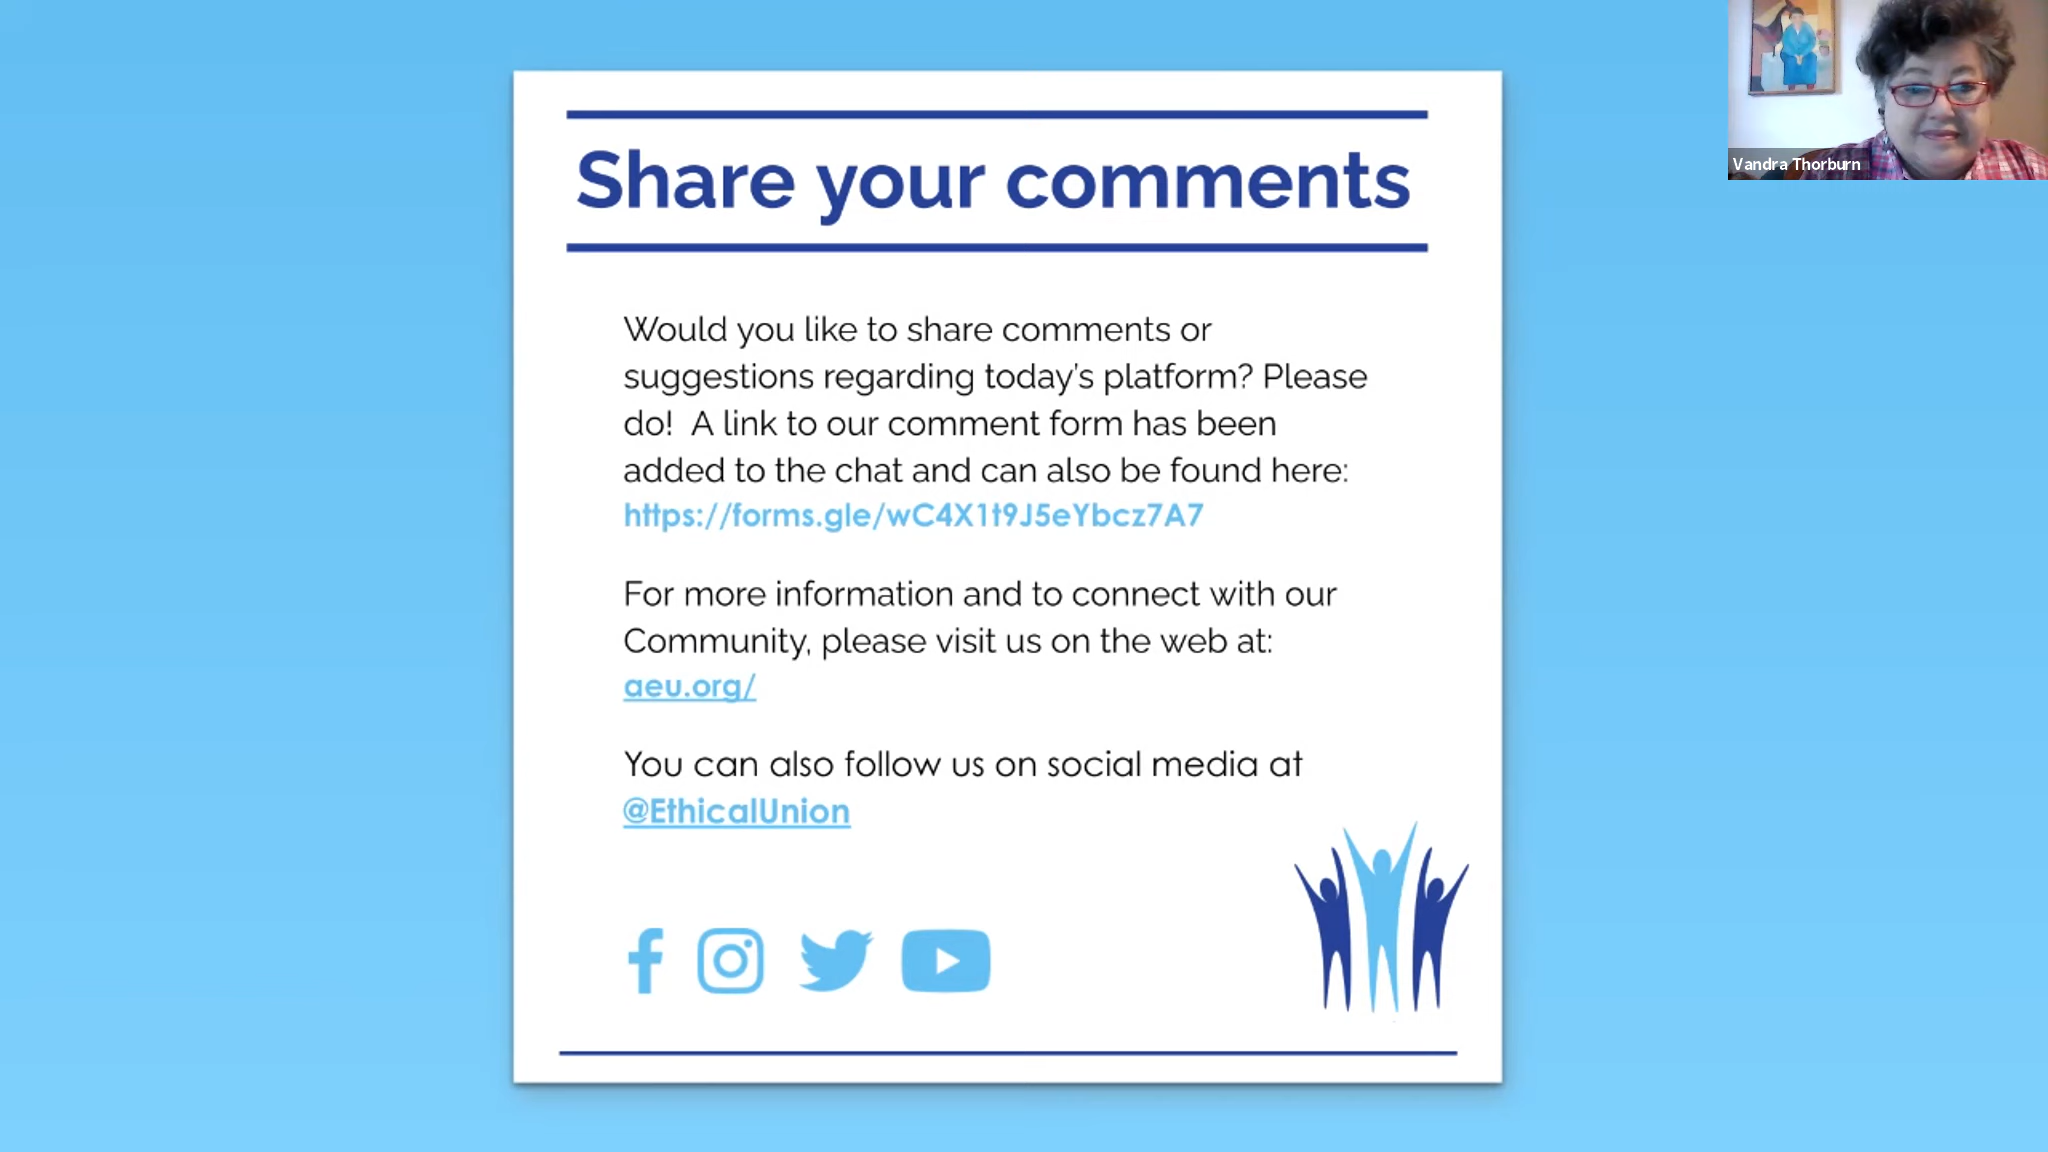 Share your comments
Would you like to share comments or
suggestions regarding today's platform? Please
do!  A link to our comment form has been
added to the chat and can also be found here:
https://forms.gle/wC4X1t9J5eYbcz7A7
For more information and to connect with our
Community, please visit us on the web at:
aeu.org/
You can also follow us on social media at
@EthicalUnion
Vandra Thorburn